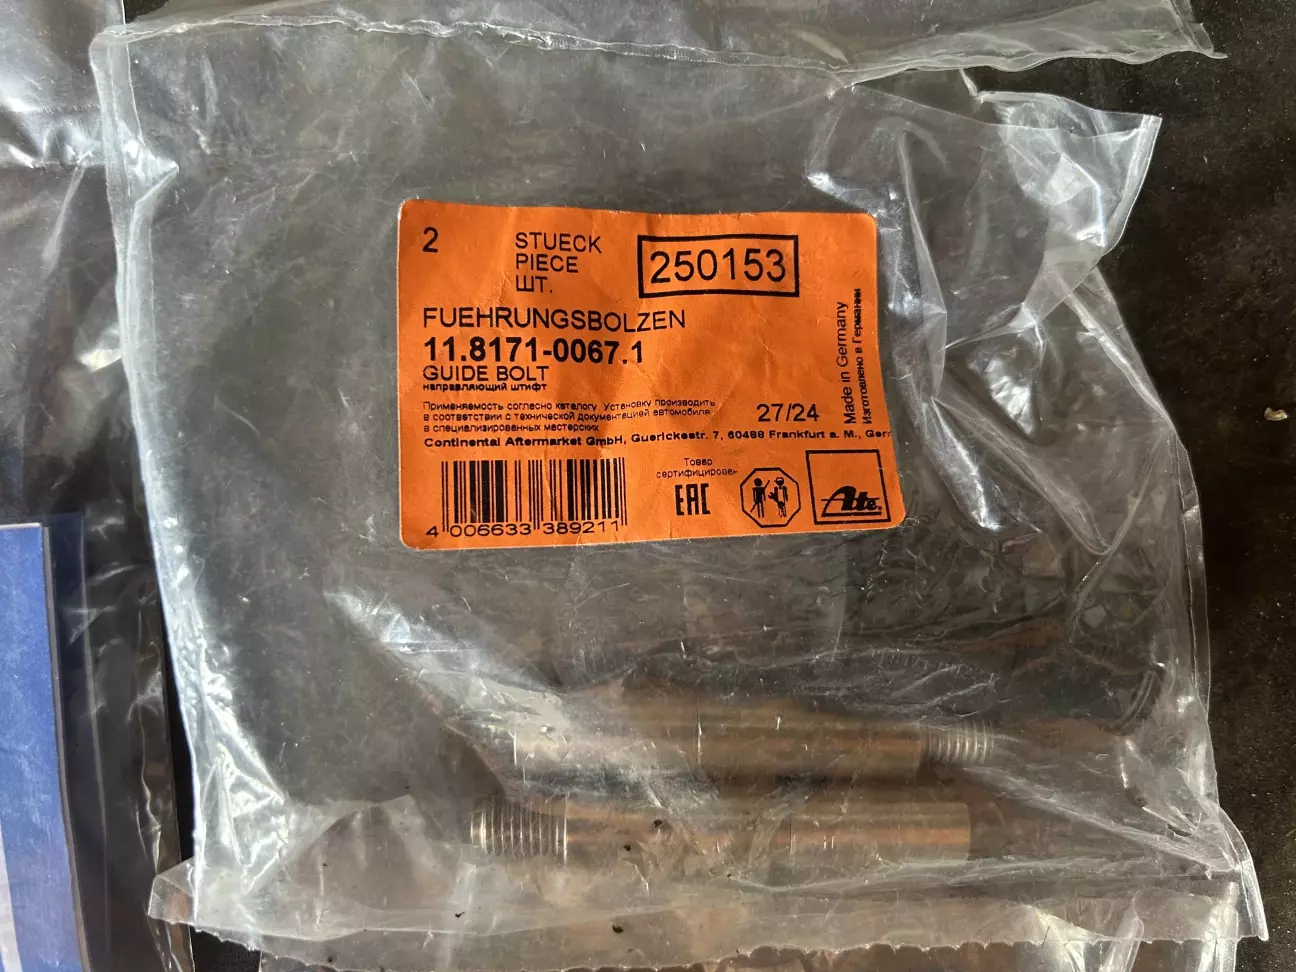 2
STUECK
PIECE
ШТ.
250153
FUEHRUNGSBOLZEN
11.8171-0067.1
GUIDE BOLT
направляющий штифт
Применяемость согласно каталогу. Установку производить
в соответствии с технической документацией автомобиля
в специализированных мастерских
27/24
Continental Aftermarket GmbH, Guerickestr. 7, 60488 Frankfurt a. M., Ger
Made in Germany
Изготовлено в Германии
4 006633 389211
Товар
сертифицирован
EAC
Ate